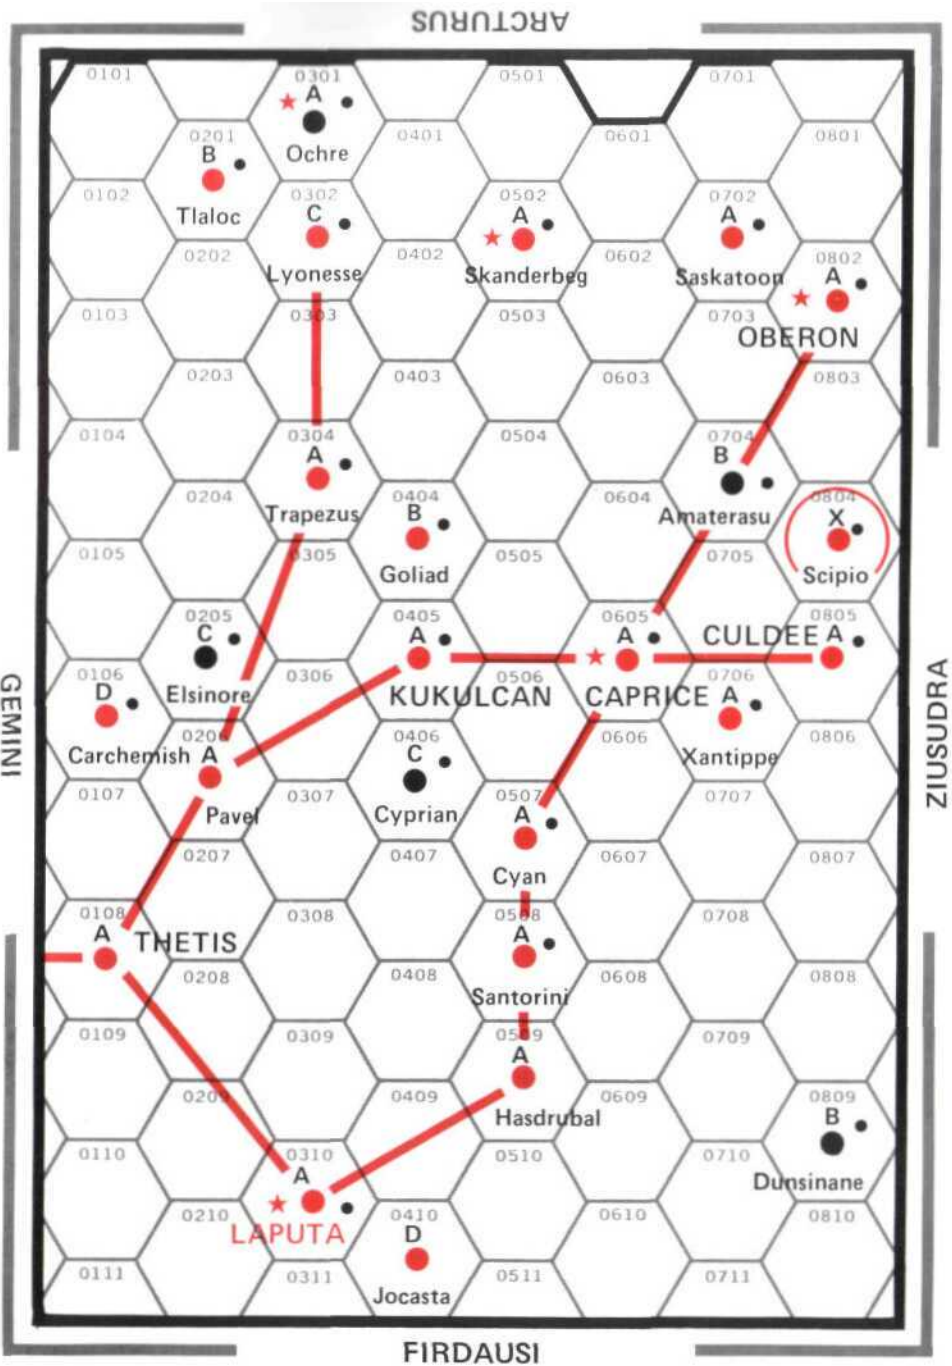 ARCTURUS
0101
0301
0501
0701
A
Ochre
0201
0401
0601
0801
B
Tlaloc
0102
0302
0502
0702
C
Lyonesse
A
Skanderbeg
A
Saskatoon
0202
0402
0602
0802
A
OBERON
0103
0303
0503
0703
0203
0403
0603
0803
0104
0304
0504
0704
A
Trapezus
B
Amaterasu
0204
0404
0604
0804
B
Goliad
X
Scipio
0105
0305
0505
0705
0205
0405
0605
0805
C
Elsinore
A
KUKULCAN
A
CAPRICE
CULDEE A
0106
0306
0506
0706
D
Carchemish
A
Xantippe
0206
0406
0606
0806
A
Pavel
C
Cyprian
GEMINI
ZIUSUDRA
0107
0307
0507
0707
A
Cyan
0207
0407
0607
0807
0108
0308
0508
0708
A
THETIS
A
Santorini
0208
0408
0608
0808
0109
0309
0509
0709
A
Hasdrubal
0209
0409
0609
0809
B
Dunsinane
0110
0310
0510
0710
A
LAPUTA
0210
0410
0610
0810
D
Jocasta
0111
0311
0511
0711
FIRDAUSI